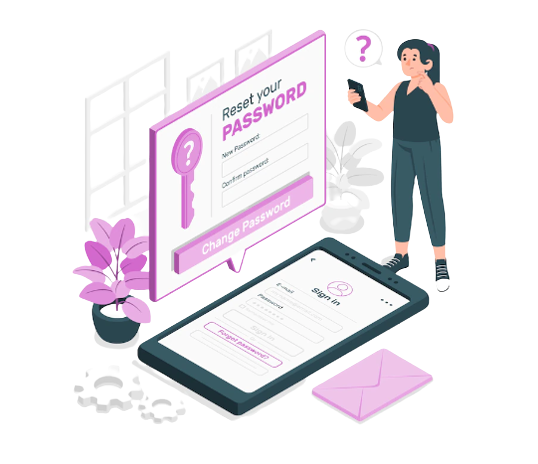 ?
Reset your
PASSWORD
?
New Password
Confirm password
Change Password
Sign in
E-mail
Password
Sign in
Forgot password?